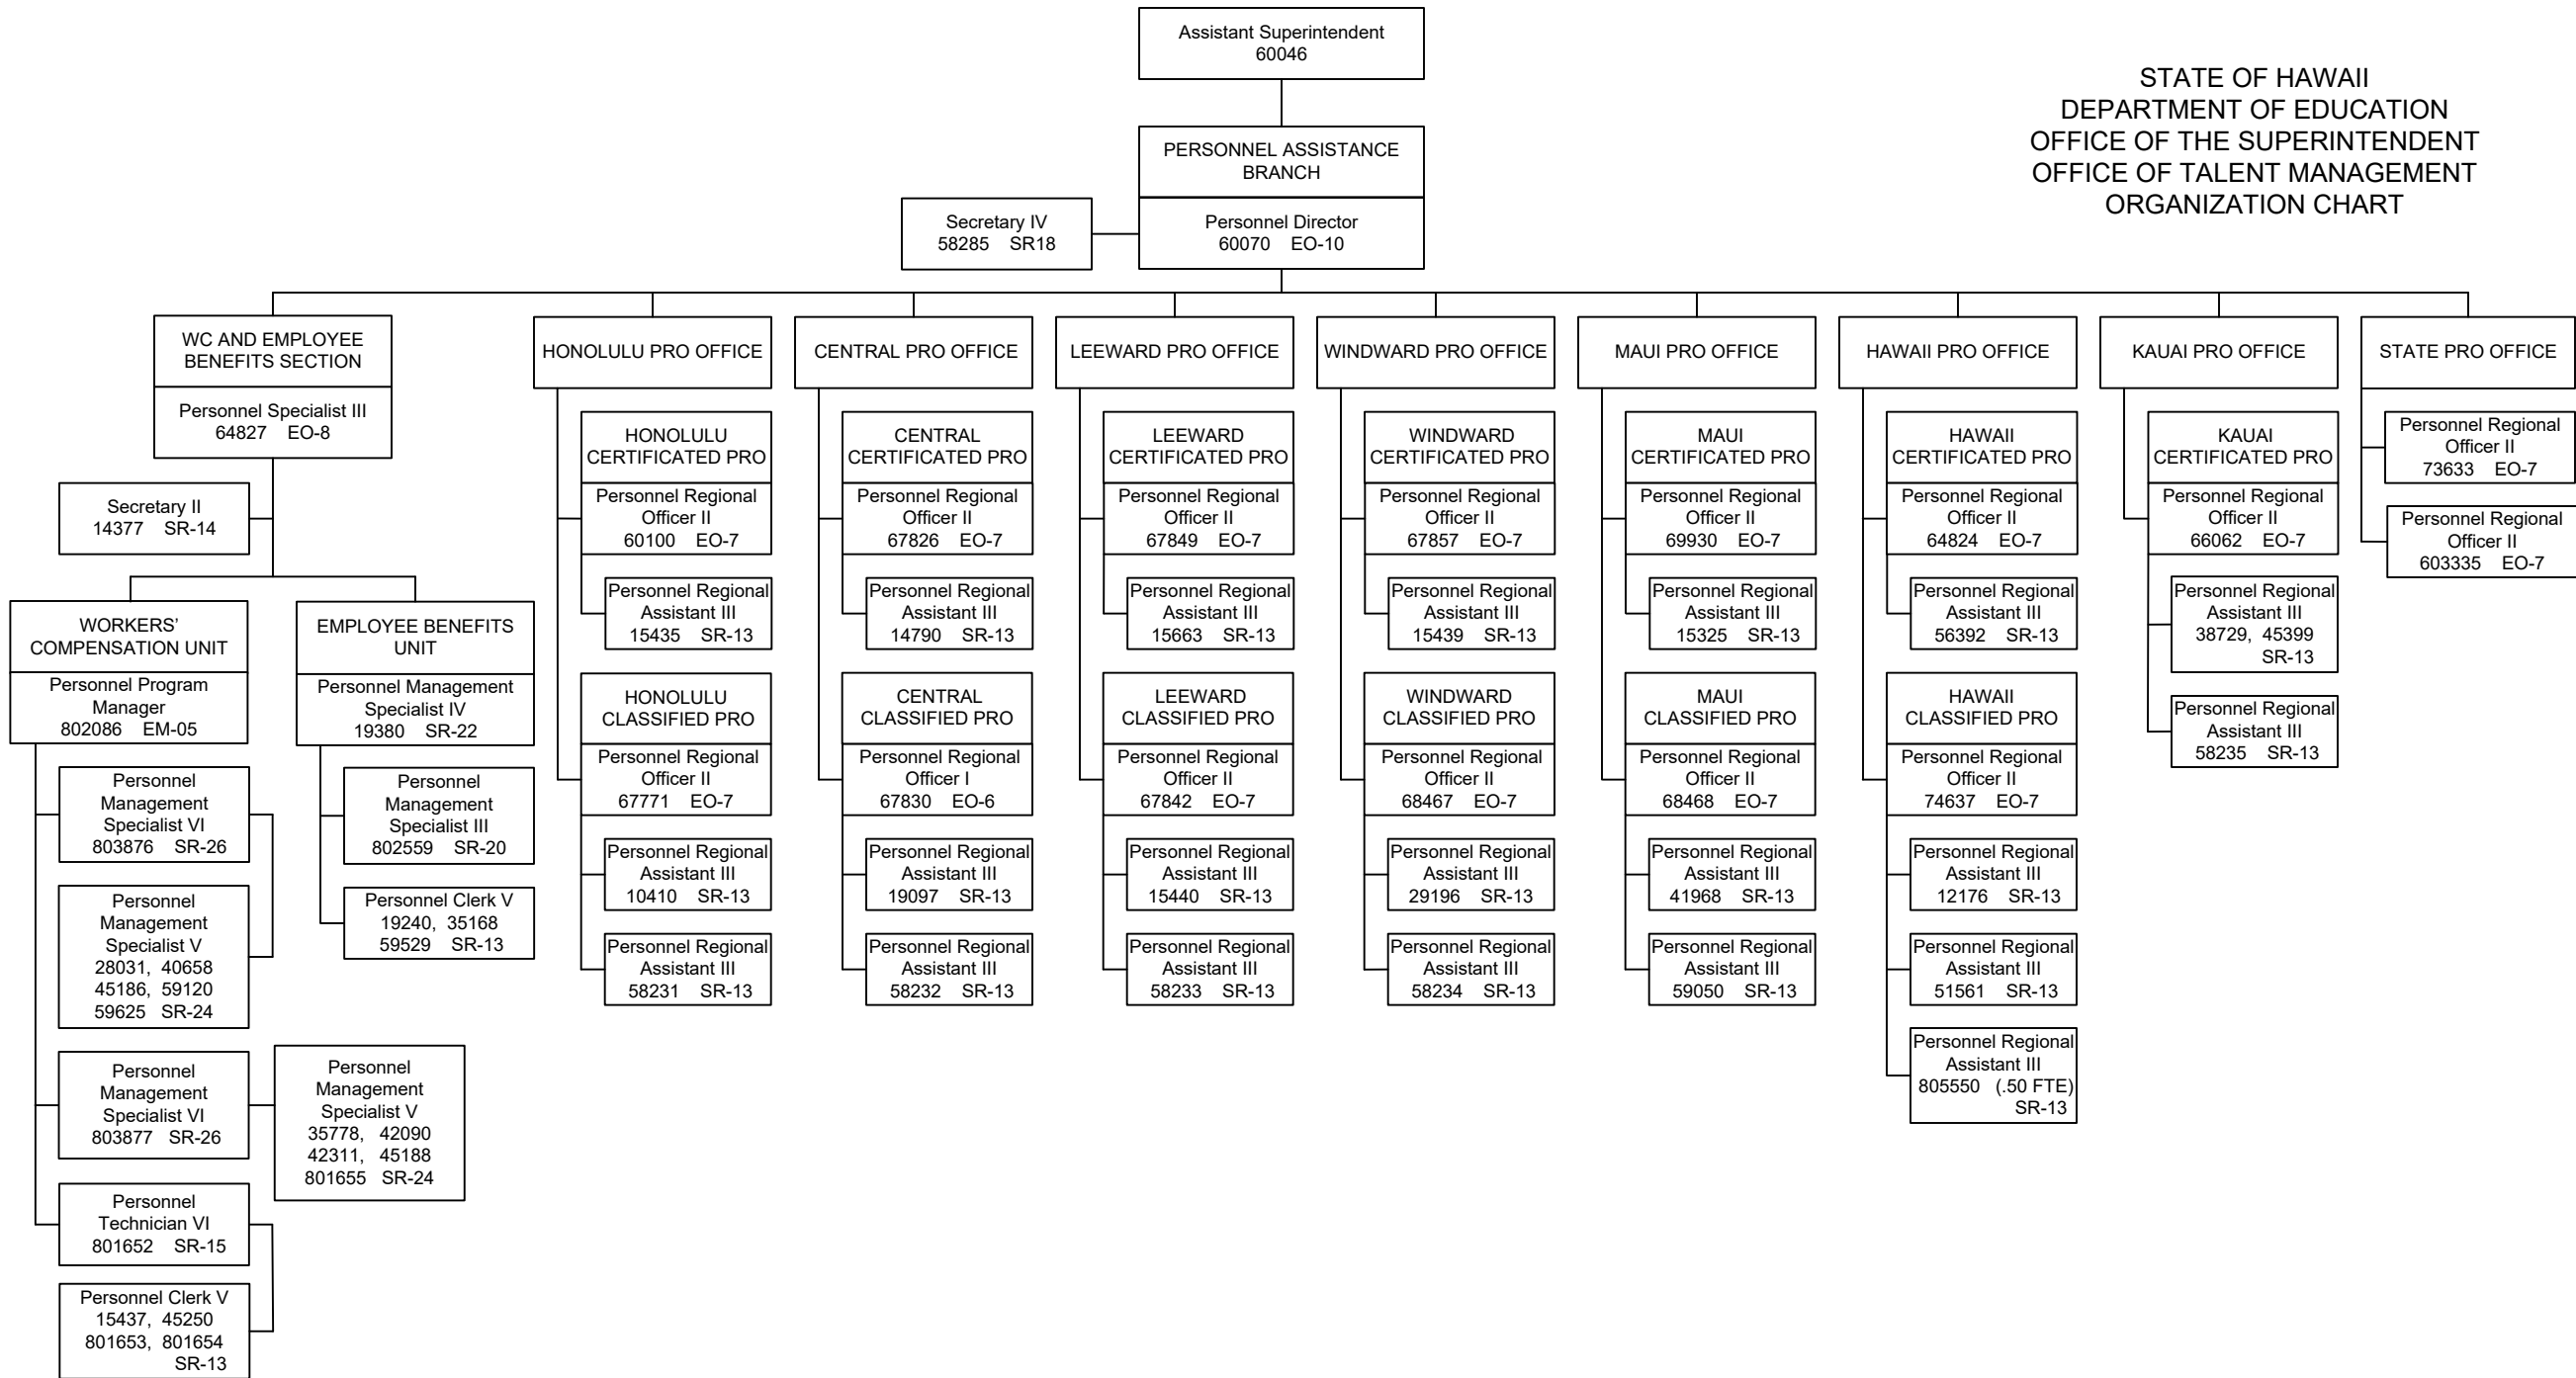 Assistant Superintendent
60046
STATE OF HAWAII
DEPARTMENT OF EDUCATION
OFFICE OF THE SUPERINTENDENT
OFFICE OF TALENT MANAGEMENT
ORGANIZATION CHART
PERSONNEL ASSISTANCE
BRANCH
Personnel Director
60070 EO-10
Secretary IV
58285 SR18
WC AND EMPLOYEE
BENEFITS SECTION
Personnel Specialist III
64827 EO-8
Secretary II
14377 SR-14
WORKERS’
COMPENSATION UNIT
Personnel Program
Manager
802086 EM-05
Personnel
Management
Specialist VI
803876 SR-26
Personnel
Management
Specialist V
28031, 40658
45186, 59120
59625 SR-24
Personnel
Management
Specialist VI
803877 SR-26
Personnel
Management
Specialist V
35778, 42090
42311, 45188
801655 SR-24
Personnel
Technician VI
801652 SR-15
Personnel Clerk V
15437, 45250
801653, 801654
SR-13
EMPLOYEE BENEFITS
UNIT
Personnel Management
Specialist IV
19380 SR-22
Personnel
Management
Specialist III
802559 SR-20
Personnel Clerk V
19240, 35168
59529 SR-13
HONOLULU PRO OFFICE
HONOLULU
CERTIFICATED PRO
Personnel Regional
Officer II
60100 EO-7
Personnel Regional
Assistant III
15435 SR-13
HONOLULU
CLASSIFIED PRO
Personnel Regional
Officer II
67771 EO-7
Personnel Regional
Assistant III
10410 SR-13
Personnel Regional
Assistant III
58231 SR-13
CENTRAL PRO OFFICE
CENTRAL
CERTIFICATED PRO
Personnel Regional
Officer II
67826 EO-7
Personnel Regional
Assistant III
14790 SR-13
CENTRAL
CLASSIFIED PRO
Personnel Regional
Officer I
67830 EO-6
Personnel Regional
Assistant III
19097 SR-13
Personnel Regional
Assistant III
58232 SR-13
LEEWARD PRO OFFICE
LEEWARD
CERTIFICATED PRO
Personnel Regional
Officer II
67849 EO-7
Personnel Regional
Assistant III
15663 SR-13
LEEWARD
CLASSIFIED PRO
Personnel Regional
Officer II
67842 EO-7
Personnel Regional
Assistant III
15440 SR-13
Personnel Regional
Assistant III
58233 SR-13
WINDWARD PRO OFFICE
WINDWARD
CERTIFICATED PRO
Personnel Regional
Officer II
67857 EO-7
Personnel Regional
Assistant III
15439 SR-13
WINDWARD
CLASSIFIED PRO
Personnel Regional
Officer II
68467 EO-7
Personnel Regional
Assistant III
29196 SR-13
Personnel Regional
Assistant III
58234 SR-13
MAUI PRO OFFICE
MAUI
CERTIFICATED PRO
Personnel Regional
Officer II
69930 EO-7
Personnel Regional
Assistant III
15325 SR-13
MAUI
CLASSIFIED PRO
Personnel Regional
Officer II
68468 EO-7
Personnel Regional
Assistant III
41968 SR-13
Personnel Regional
Assistant III
59050 SR-13
HAWAII PRO OFFICE
HAWAII
CERTIFICATED PRO
Personnel Regional
Officer II
64824 EO-7
Personnel Regional
Assistant III
56392 SR-13
HAWAII
CLASSIFIED PRO
Personnel Regional
Officer II
74637 EO-7
Personnel Regional
Assistant III
12176 SR-13
Personnel Regional
Assistant III
51561 SR-13
Personnel Regional
Assistant III
805550 (.50 FTE)
SR-13
KAUAI PRO OFFICE
KAUAI
CERTIFICATED PRO
Personnel Regional
Officer II
66062 EO-7
Personnel Regional
Assistant III
38729, 45399
SR-13
Personnel Regional
Assistant III
58235 SR-13
STATE PRO OFFICE
Personnel Regional
Officer II
73633 EO-7
Personnel Regional
Officer II
603335 EO-7